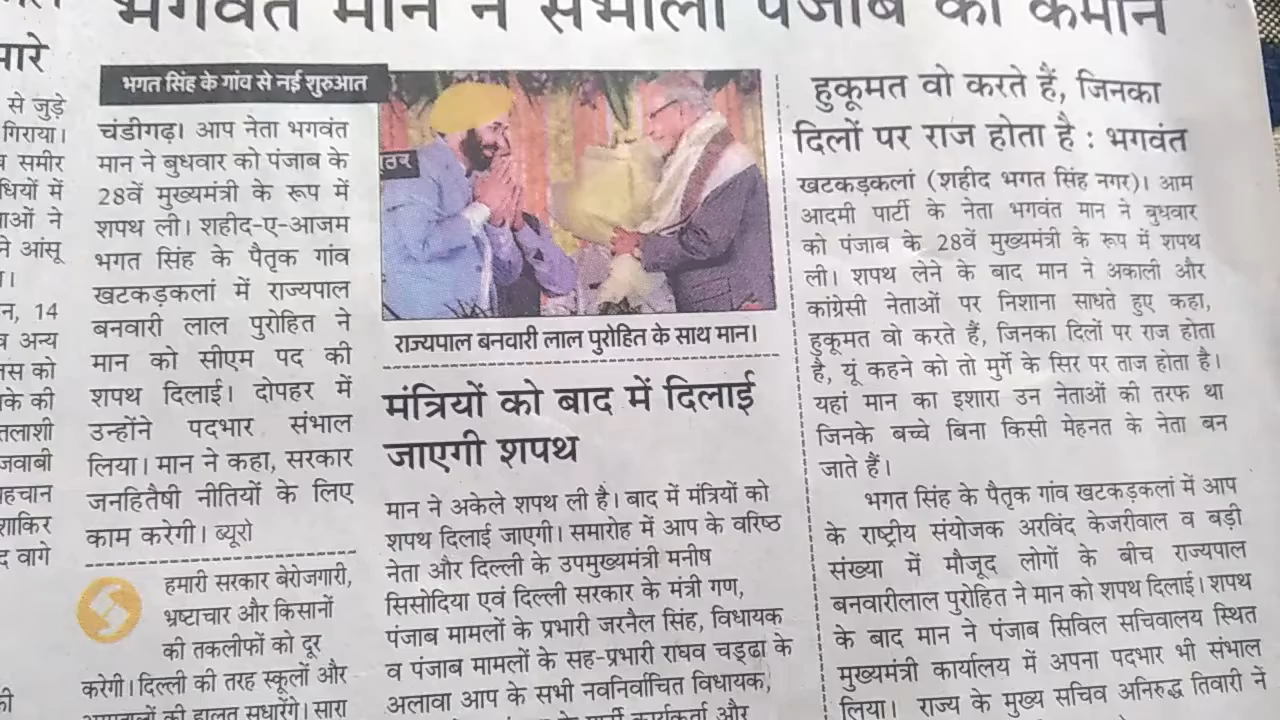 भगवंत मान ने संभाली पंजाब की कमान
भगत सिंह के गांव से नई शुरुआत
चंडीगढ़। आप नेता भगवंत
मान ने बुधवार को पंजाब के
28वें मुख्यमंत्री के रूप में
शपथ ली। शहीद-ए-आजम
भगत सिंह के पैतृक गांव
खटकड़कलां में राज्यपाल
बनवारी लाल पुरोहित ने
मान को सीएम पद की
शपथ दिलाई। दोपहर में
उन्होंने पदभार संभाल
लिया। मान ने कहा, सरकार
जनहितैषी नीतियों के लिए
काम करेगी। ब्यूरो
हमारी सरकार बेरोजगारी,
भ्रष्टाचार और किसानों
की तकलीफों को दूर
करेगी। दिल्ली की तरह स्कूलों और
की हालत सुधारेंगे। सारा
राज्यपाल बनवारी लाल पुरोहित के साथ मान।
मंत्रियों को बाद में दिलाई
जाएगी शपथ
मान ने अकेले शपथ ली है। बाद में मंत्रियों को
शपथ दिलाई जाएगी। समारोह में आप के वरिष्ठ
नेता और दिल्ली के उपमुख्यमंत्री मनीष
सिसोदिया एवं दिल्ली सरकार के मंत्री गण,
पंजाब मामलों के प्रभारी जरनैल सिंह, विधायक
व पंजाब मामलों के सह-प्रभारी राघव चड्ढा के
अलावा आप के सभी नवनिर्वाचित विधायक,
कार्यकर्ता और
हुकूमत वो करते हैं, जिनका
दिलों पर राज होता है : भगवंत
खटकड़कलां (शहीद भगत सिंह नगर)। आम
आदमी पार्टी के नेता भगवंत मान ने बुधवार
को पंजाब के 28वें मुख्यमंत्री के रूप में शपथ
ली। शपथ लेने के बाद मान ने अकाली और
कांग्रेसी नेताओं पर निशाना साधते हुए कहा,
हुकूमत वो करते हैं, जिनका दिलों पर राज होता
है, यूं कहने को तो मुर्गे के सिर पर ताज होता है।
यहां मान का इशारा उन नेताओं की तरफ था
जिनके बच्चे बिना किसी मेहनत के नेता बन
जाते हैं।
भगत सिंह के पैतृक गांव खटकड़कलां में आप
के राष्ट्रीय संयोजक अरविंद केजरीवाल व बड़ी
संख्या में मौजूद लोगों के बीच राज्यपाल
बनवारीलाल पुरोहित ने मान को शपथ दिलाई। शपथ
के बाद मान ने पंजाब सिविल सचिवालय स्थित
मुख्यमंत्री कार्यालय में अपना पदभार भी संभाल
लिया। राज्य के मुख्य सचिव अनिरुद्ध तिवारी ने